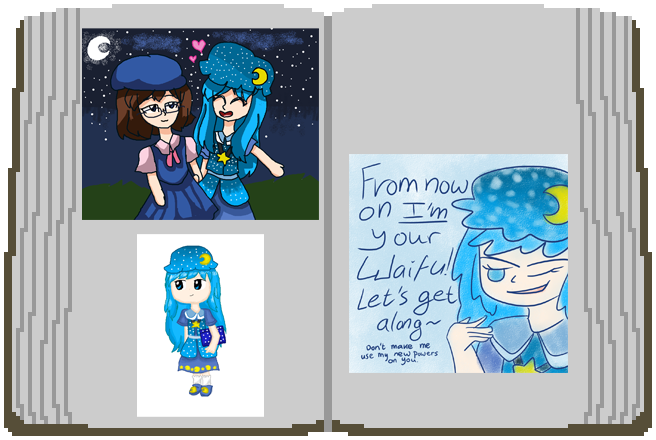 From now
on I'm
your
Waifu!
Let's get
along~
Don't make me
use my new powers
on you.